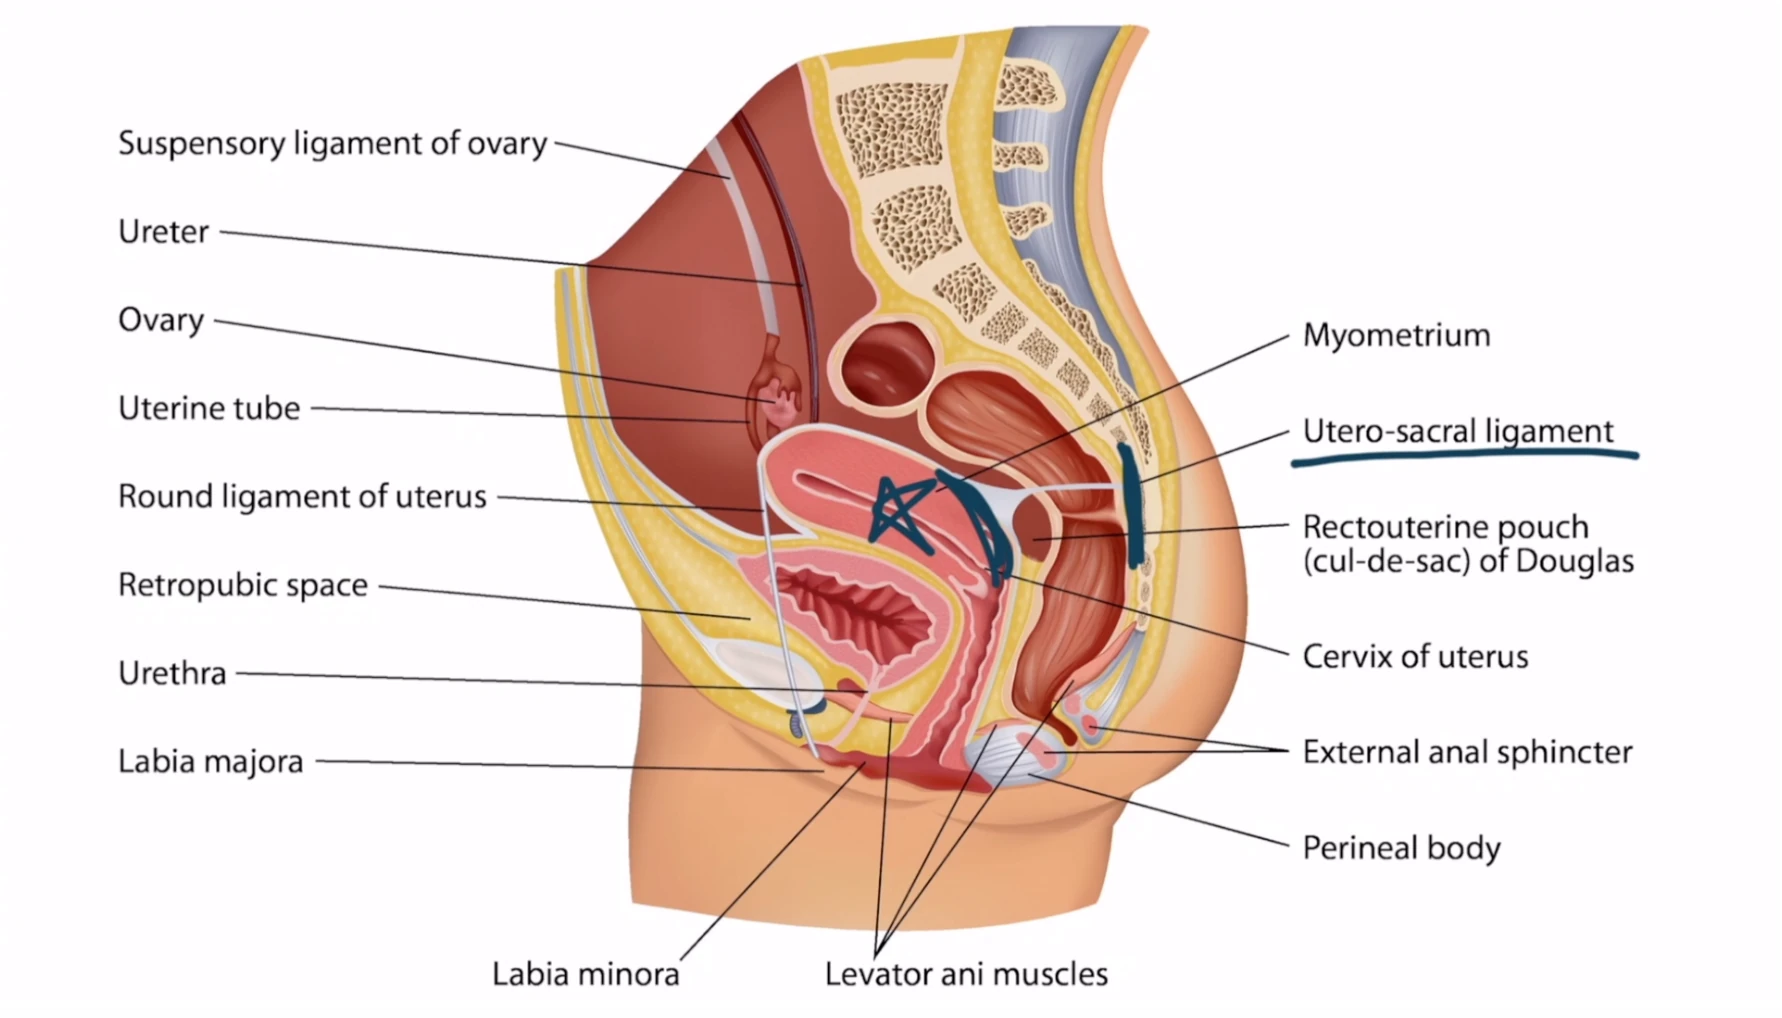 Suspensory ligament of ovary
Ureter
Ovary
Uterine tube
Round ligament of uterus
Retropubic space
Urethra
Labia majora
Labia minora
Levator ani muscles
Myometrium
Utero-sacral ligament
Rectouterine pouch
(cul-de-sac) of Douglas
Cervix of uterus
External anal sphincter
Perineal body